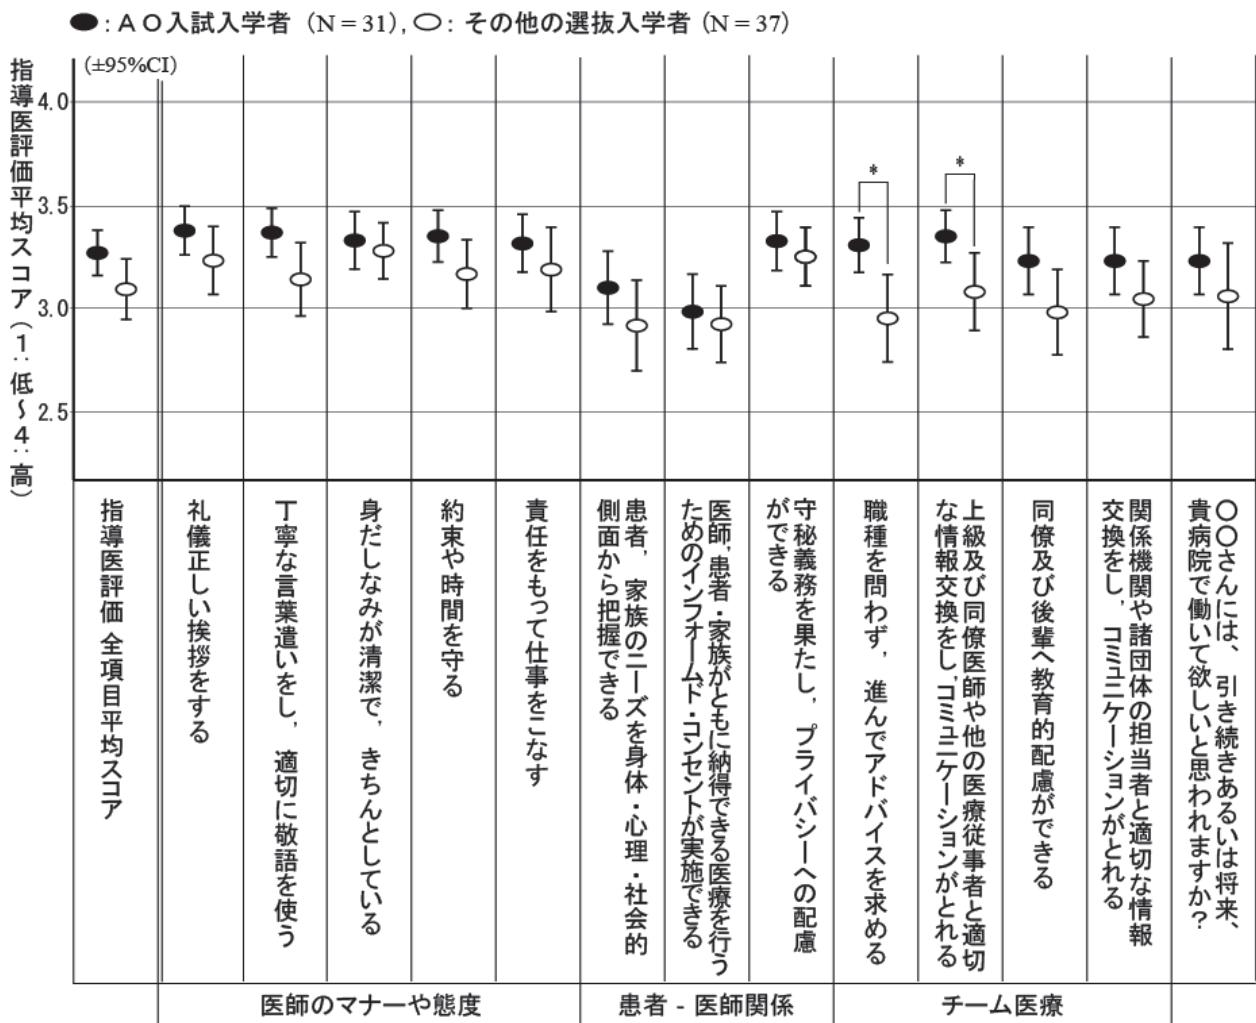 ●：ＡＯ入試入学者（N = 31），○：その他の選抜入学者（N = 37）
(±95%CI)
指導医評価平均スコア（１：低～４：高）
4.0
3.5
3.0
2.5
*
*
指導医評価 全項目平均スコア
礼儀正しい挨拶をする
丁寧な言葉遣いをし，適切に敬語を使う
身だしなみが清潔で，きちんとしている
約束や時間を守る
責任をもって仕事をこなす
患者，家族のニーズを身体・心理・社会的
側面から把握できる
医師，患者・家族がともに納得できる医療を行う
ためのインフォームド・コンセントが実施できる
守秘義務を果たし，プライバシーへの配慮
ができる
職種を問わず，進んでアドバイスを求める
上級及び同僚医師や他の医療従事者と適切
な情報交換をし，コミュニケーションがとれる
同僚及び後輩へ教育的配慮ができる
関係機関や諸団体の担当者と適切な情報
交換をし，コミュニケーションがとれる
〇〇さんには、引き続きあるいは将来、
貴病院で働いて欲しいと思われますか？
医師のマナーや態度
患者 - 医師関係
チーム医療